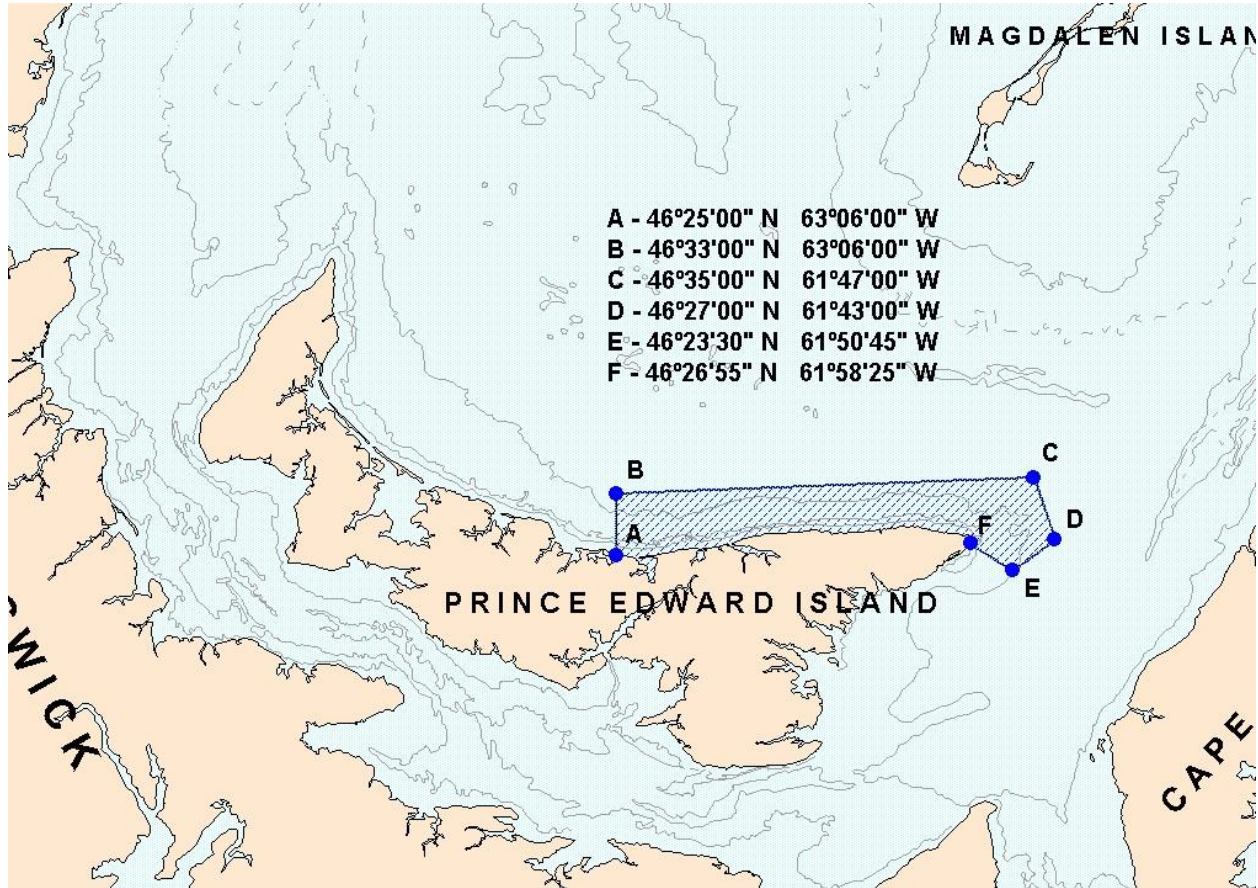 MAGDALEN ISLAN
A - 46º25'00" N 63º06'00" W
B - 46º33'00" N 63º06'00" W
C - 46º35'00" N 61º47'00" W
D - 46º27'00" N 61º43'00" W
E - 46º23'30" N 61º50'45" W
F - 46º26'55" N 61º58'25" W
C
B
D
A
F
E
PRINCE EDWARD ISLAND
WICK
CAPE